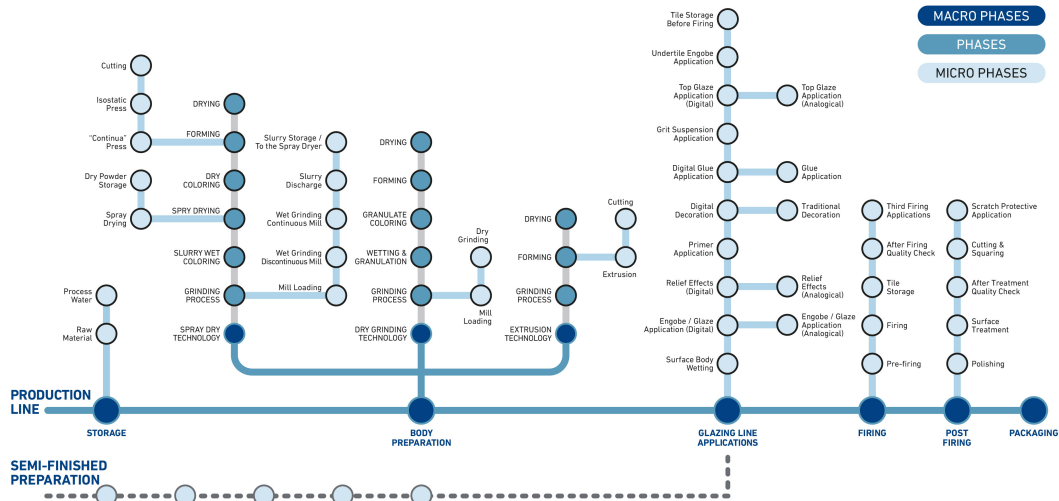 MACRO PHASES
PHASES
MICRO PHASES
Cutting
Isostatic
Press
"Continua"
Press
Dry Powder
Storage
Spray
Drying
Process
Water
Raw
Material
DRYING
FORMING
DRY
COLORING
SPRY DRYING
SLURRY WET
COLORING
GRINDING
PROCESS
SPRAY DRY
TECHNOLOGY
Slurry Storage /
To the Spray Dryer
Slurry
Discharge
Wet Grinding
Continuous Mill
Wet Grinding
Discontinuous Mill
Mill Loading
DRYING
FORMING
GRANULATE
COLORING
WETTING &
GRANULATION
GRINDING
PROCESS
DRY GRINDING
TECHNOLOGY
Dry
Grinding
Mill
Loading
DRYING
FORMING
GRINDING
PROCESS
EXTRUSION
TECHNOLOGY
Cutting
Extrusion
Tile Storage
Before Firing
Undertile Engobe
Application
Top Glaze
Application
(Digital)
Top Glaze
Application
(Analogical)
Grit Suspension
Application
Digital Glue
Application
Glue
Application
Digital
Decoration
Traditional
Decoration
Primer
Application
Relief Effects
(Digital)
Relief
Effects
(Analogical)
Engobe / Glaze
Application (Digital)
Engobe / Glaze
Application
(Analogical)
Surface Body
Wetting
Third Firing
Applications
After Firing
Quality Check
Tile
Storage
Firing
Pre-firing
Scratch Protective
Application
Cutting &
Squaring
After Treatment
Quality Check
Surface
Treatment
Polishing
PRODUCTION
LINE
STORAGE
BODY
PREPARATION
GLAZING LINE
APPLICATIONS
FIRING
POST
FIRING
PACKAGING
SEMI-FINISHED
PREPARATION